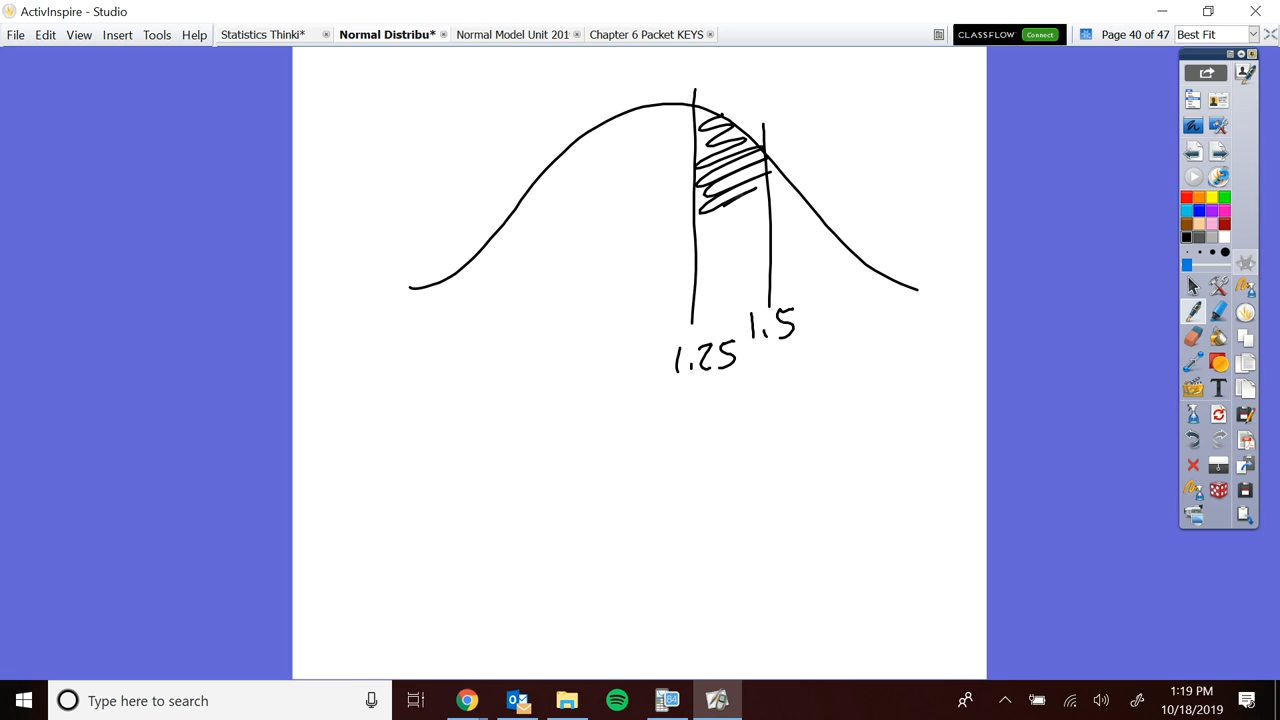 ActivInspire - Studio
File Edit View Insert Tools Help
Statistics Thinki*
Normal Distribu*
Normal Model Unit 201
Chapter 6 Packet KEYS
CLASSFLOW Connect
Page 40 of 47
Best Fit
1.25
1.5
Type here to search
84
1:19 PM
10/18/2019